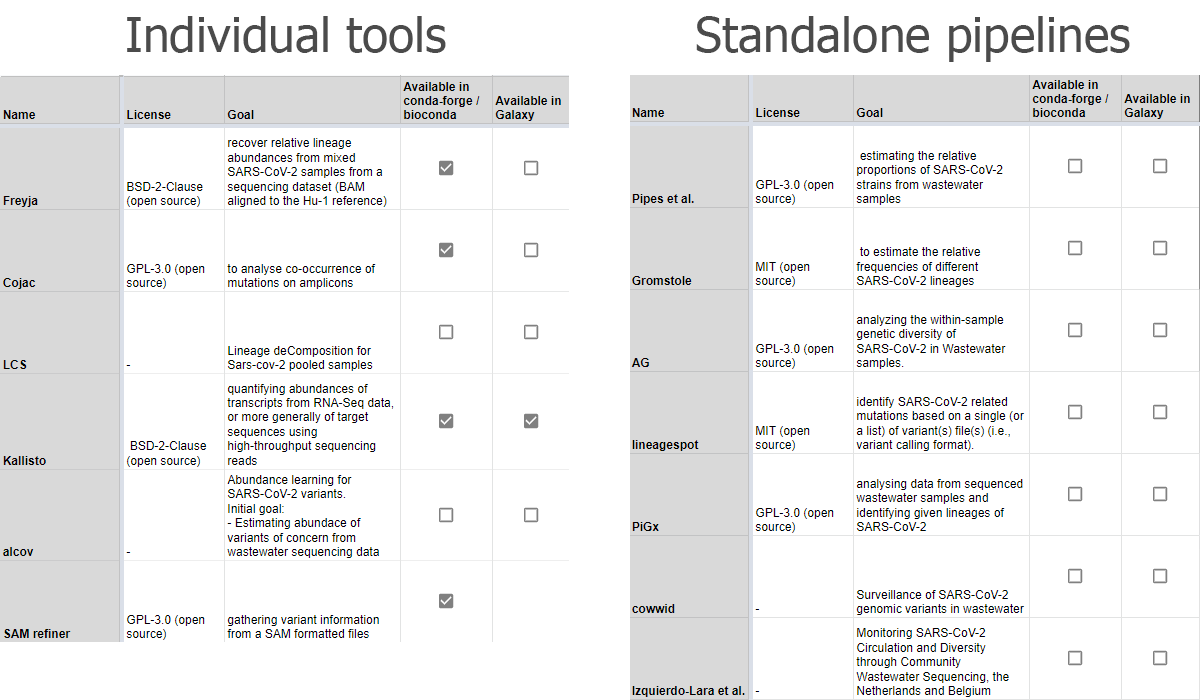 Individual tools
Name
License
Goal
Available in
conda-forge /
bioconda
Available in
Galaxy
Freyja
BSD-2-Clause
(open source)
recover relative lineage
abundances from mixed
SARS-CoV-2 samples from a
sequencing dataset (BAM
aligned to the Hu-1 reference)
Cojac
GPL-3.0 (open
source)
to analyse co-occurrence of
mutations on amplicons
LCS
-
Lineage deComposition for
Sars-cov-2 pooled samples
Kallisto
BSD-2-Clause
(open source)
quantifying abundances of
transcripts from RNA-Seq data,
or more generally of target
sequences using
high-throughput sequencing
reads
alcov
-
Abundance learning for
SARS-CoV-2 variants.
Initial goal:
- Estimating abundace of
variants of concern from
wastewater sequencing data
SAM refiner
GPL-3.0 (open
source)
gathering variant information
from a SAM formatted files
Standalone pipelines
Name
License
Goal
Available in
conda-forge /
bioconda
Available in
Galaxy
Pipes et al.
GPL-3.0 (open
source)
estimating the relative
proportions of SARS-CoV-2
strains from wastewater
samples
Gromstole
MIT (open
source)
to estimate the relative
frequencies of different
SARS-CoV-2 lineages
AG
GPL-3.0 (open
source)
analyzing the within-sample
genetic diversity of
SARS-CoV-2 in Wastewater
samples.
lineagespot
MIT (open
source)
identify SARS-CoV-2 related
mutations based on a single (or
a list) of variant(s) file(s) (i.e.,
variant calling format).
PiGx
GPL-3.0 (open
source)
analysing data from sequenced
wastewater samples and
identifying given lineages of
SARS-CoV-2
cowwid
-
Surveillance of SARS-CoV-2
genomic variants in wastewater
Izquierdo-Lara et al.
-
Monitoring SARS-CoV-2
Circulation and Diversity
through Community
Wastewater Sequencing, the
Netherlands and Belgium